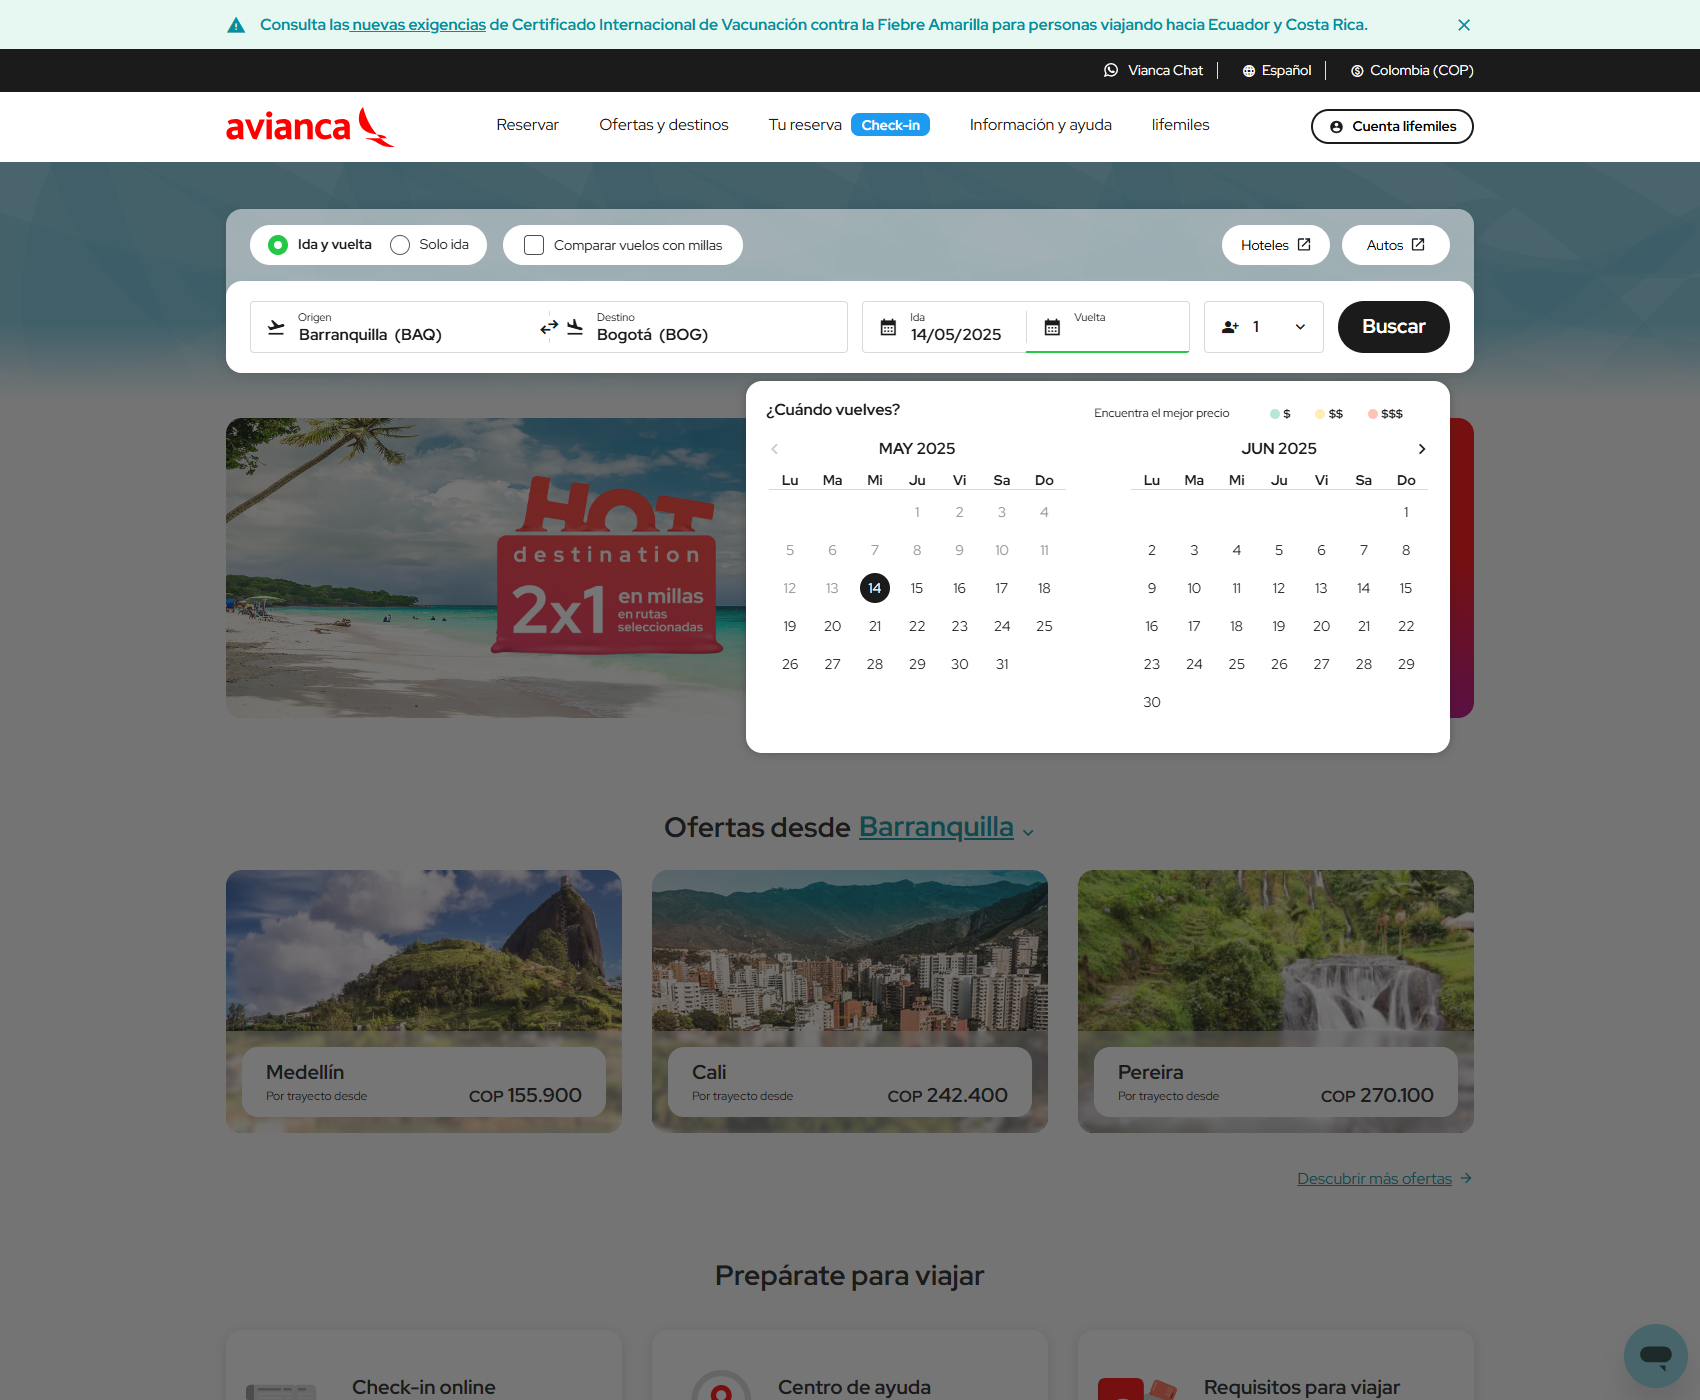 Consulta las nuevas exigencias de Certificado Internacional de Vacunación contra la Fiebre Amarilla para personas viajando hacia Ecuador y Costa Rica.
Vianca Chat
Español
Colombia (COP)
avianca
Reservar
Ofertas y destinos
Tu reserva
Check-in
Información y ayuda
lifemiles
Cuenta lifemiles
Ida y vuelta
Solo ida
Comparar vuelos con millas
Hoteles
Autos
Origen
Barranquilla (BAQ)
Destino
Bogotá (BOG)
Ida
14/05/2025
Vuelta
1
Buscar
¿Cuándo vuelves?
Encuentra el mejor precio
$
$$
$$$
MAY 2025
Lu Ma Mi Ju Vi Sa Do
1 2 3 4
5 6 7 8 9 10 11
12 13 14 15 16 17 18
19 20 21 22 23 24 25
26 27 28 29 30 31
JUN 2025
Lu Ma Mi Ju Vi Sa Do
1
2 3 4 5 6 7 8
9 10 11 12 13 14 15
16 17 18 19 20 21 22
23 24 25 26 27 28 29
30
HOT
destination
2x1 en millas
en rutas
seleccionadas
Ofertas desde Barranquilla
Medellín
Por trayecto desde
COP 155.900
Cali
Por trayecto desde
COP 242.400
Pereira
Por trayecto desde
COP 270.100
Descubrir más ofertas
Prepárate para viajar
Check-in online
Centro de ayuda
Requisitos para viajar